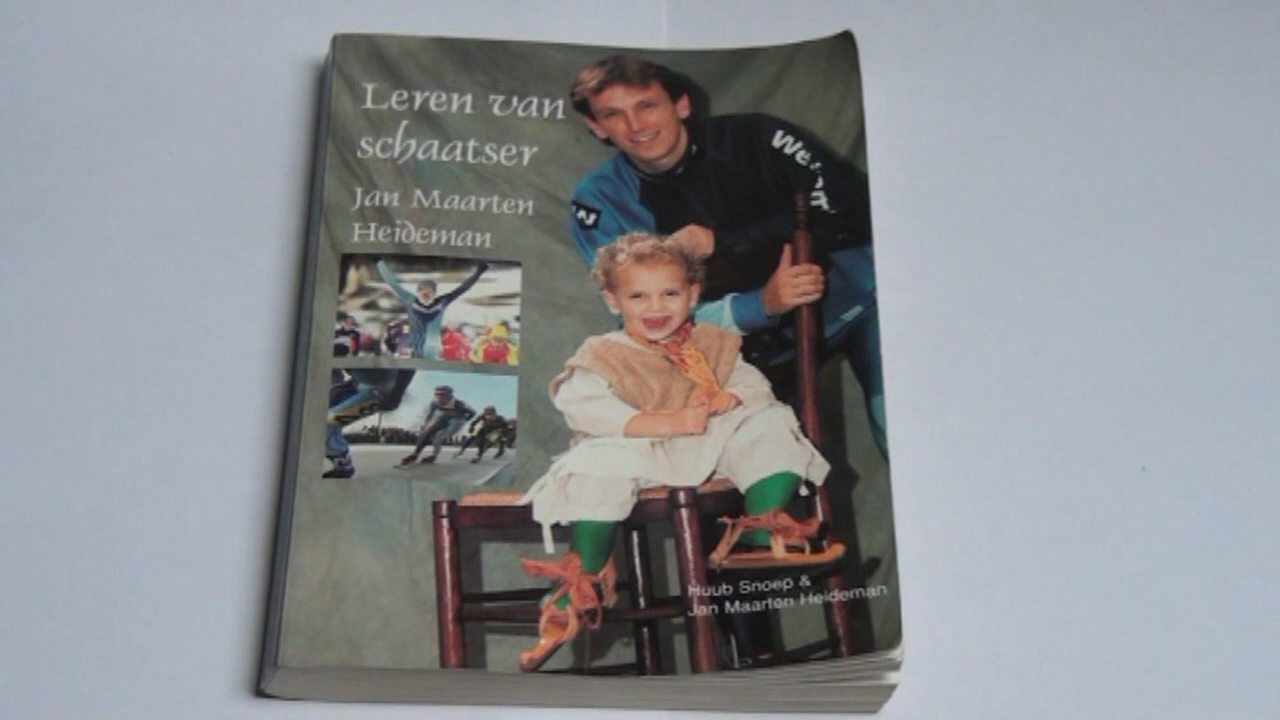 Leren van
schaatser
Jan Maarten
Heideman
W
Huub Snoep &
Jan Maarten Heideman